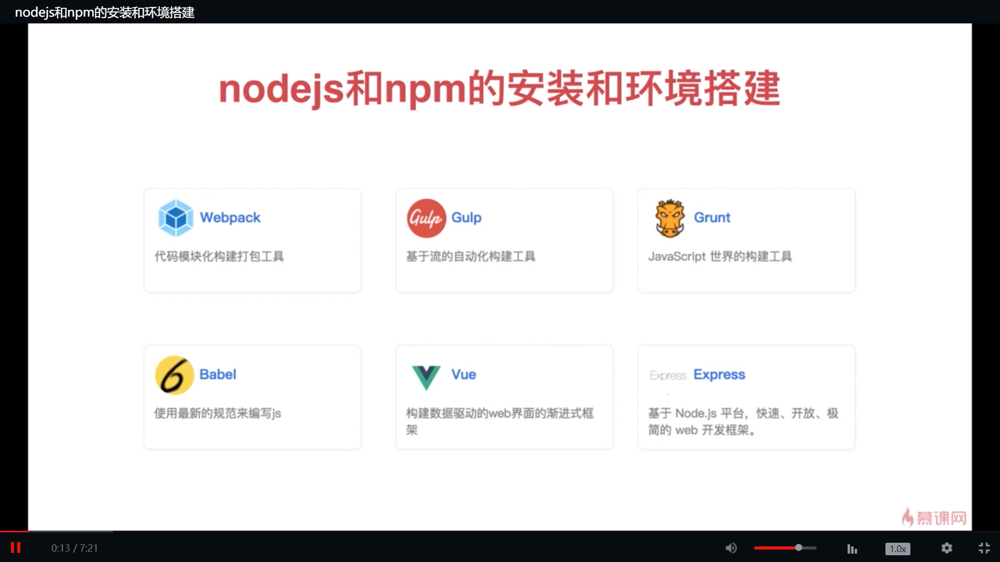 nodejs和npm的安装和环境搭建
nodejs和npm的安装和环境搭建
Webpack
代码模块化构建打包工具
Gulp Gulp
基于流的自动化构建工具
Grunt
JavaScript 世界的构建工具
6 Babel
使用最新的规范来编写js
Vue
构建数据驱动的web界面的渐进式框
架
Express Express
基于 Node.js 平台，快速、开放、极
简的 web 开发框架。
慕课网
0:13 / 7:21
1.0x